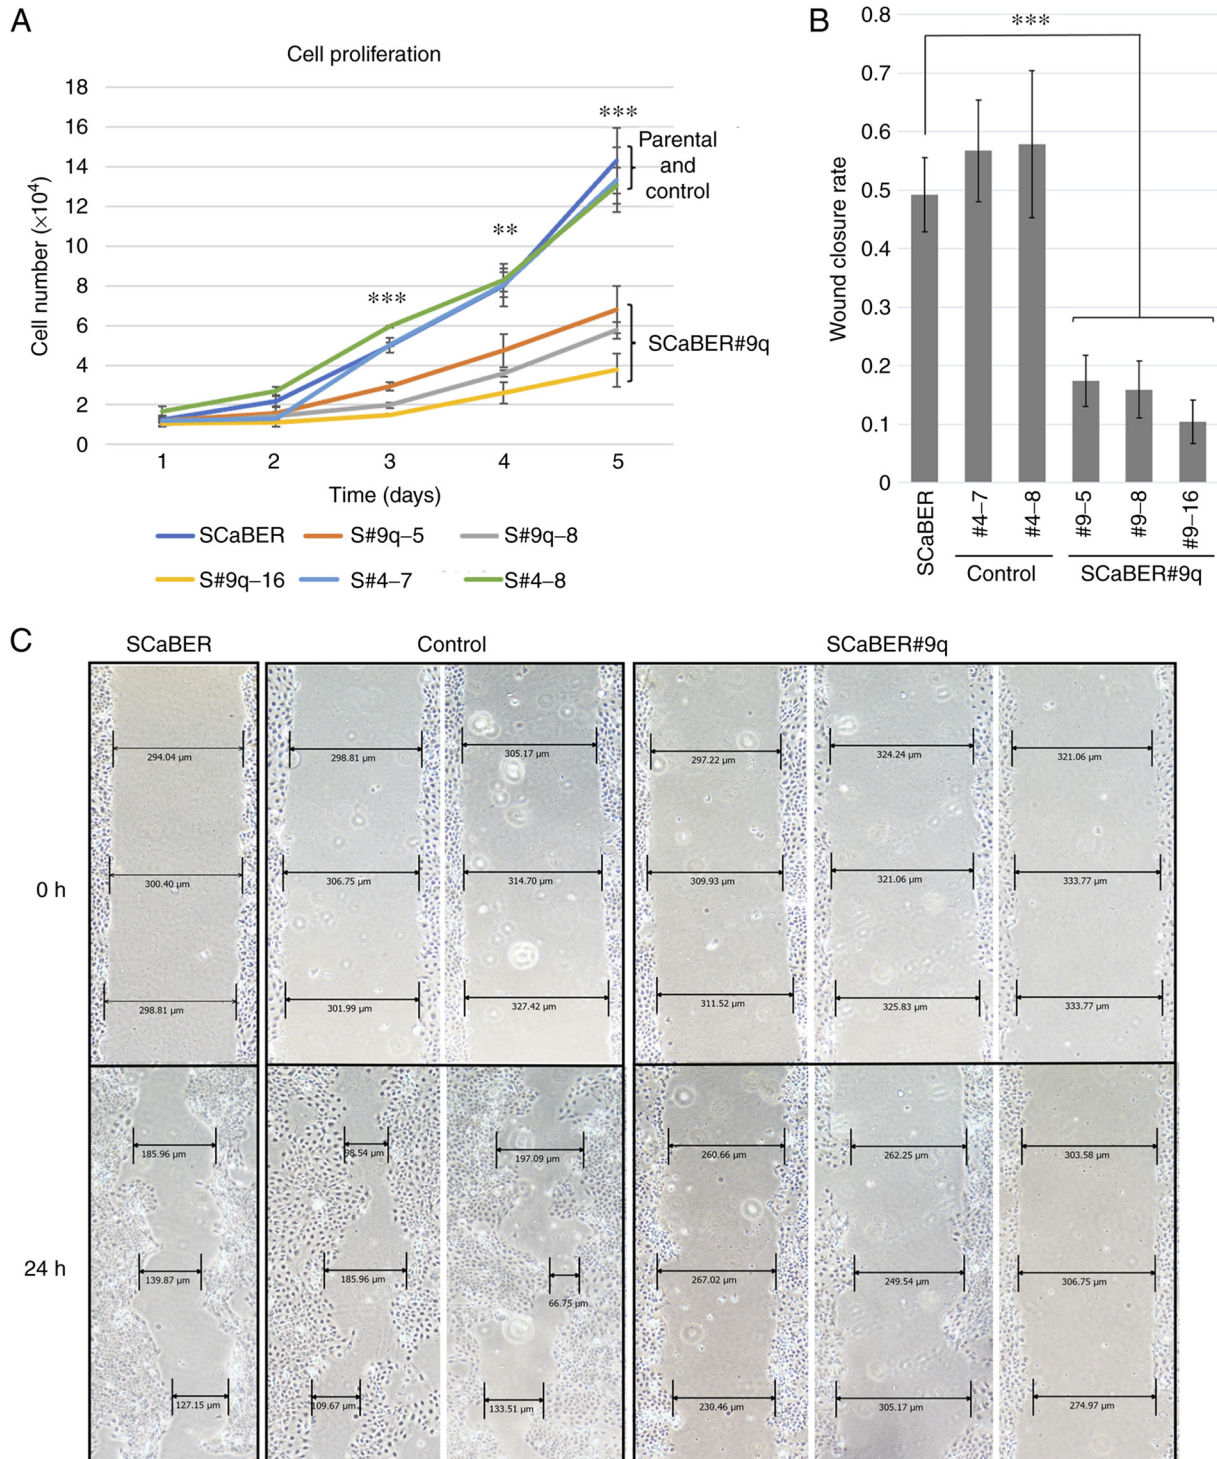 A
Cell proliferation
Cell number (×10⁴)
18
16
14
12
10
8
6
4
2
0
1 2 3 4 5
Time (days)
***
**
***
Parental
and
control
SCaBER#9q
SCaBER S#9q–5 S#9q–8
S#9q–16 S#4–7 S#4–8
B
Wound closure rate
0.8
0.7
0.6
0.5
0.4
0.3
0.2
0.1
0
***
SCaBER #4–7 #4–8 #9–5 #9–8 #9–16
Control SCaBER#9q
C
SCaBER Control SCaBER#9q
0 h
294.04 µm 298.81 µm 305.17 µm 297.22 µm 324.24 µm 321.06 µm
300.40 µm 306.75 µm 314.70 µm 309.93 µm 321.06 µm 333.77 µm
298.81 µm 301.99 µm 327.42 µm 311.52 µm 325.83 µm 333.77 µm
24 h
185.96 µm 98.54 µm 197.09 µm 260.66 µm 262.25 µm 303.58 µm
139.87 µm 185.96 µm 66.75 µm 267.02 µm 249.54 µm 306.75 µm
127.15 µm 109.67 µm 133.51 µm 230.46 µm 305.17 µm 274.97 µm